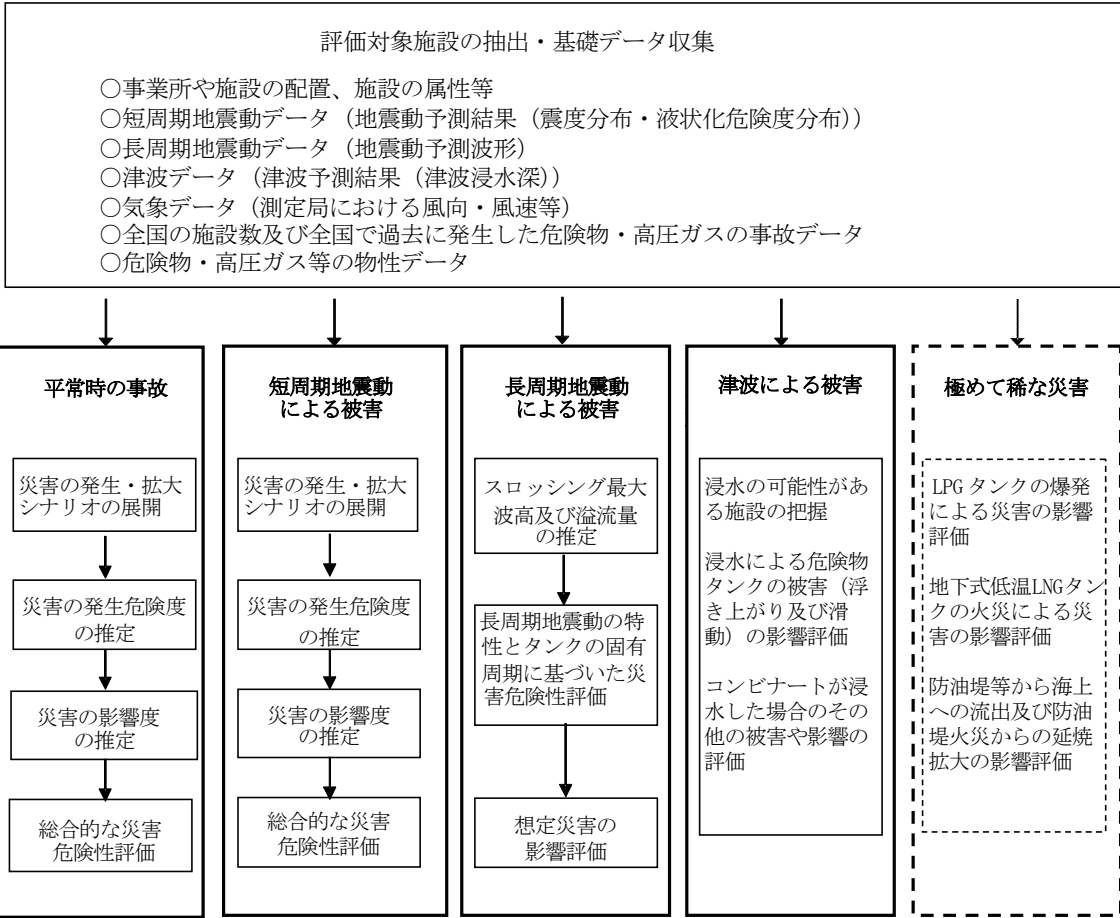 評価対象施設の抽出・基礎データ収集
○事業所や施設の配置、施設の属性等
○短周期地震動データ（地震動予測結果（震度分布・液状化危険度分布））
○長周期地震動データ（地震動予測波形）
○津波データ（津波予測結果（津波浸水深））
○気象データ（測定局における風向・風速等）
○全国の施設数及び全国で過去に発生した危険物・高圧ガスの事故データ
○危険物・高圧ガス等の物性データ
平常時の事故
災害の発生・拡大
シナリオの展開
災害の発生危険度
の推定
災害の影響度
の推定
総合的な災害
危険性評価
短周期地震動
による被害
災害の発生・拡大
シナリオの展開
災害の発生危険度
の推定
災害の影響度
の推定
総合的な災害
危険性評価
長周期地震動
による被害
スロッシング最大
波高及び溢流量
の推定
長周期地震動の特
性とタンクの固有
周期に基づいた災
害危険性評価
想定災害の
影響評価
津波による被害
浸水の可能性があ
る施設の把握
浸水による危険物
タンクの被害（浮
き上がり及び滑
動）の影響評価
コンビナートが浸
水した場合のその
他の被害や影響の
評価
極めて稀な災害
LPGタンクの爆発
による災害の影響
評価
地下式低温LNGタン
クの火災による災
害の影響評価
防油堤等から海上
への流出及び防油
堤火災からの延焼
拡大の影響評価